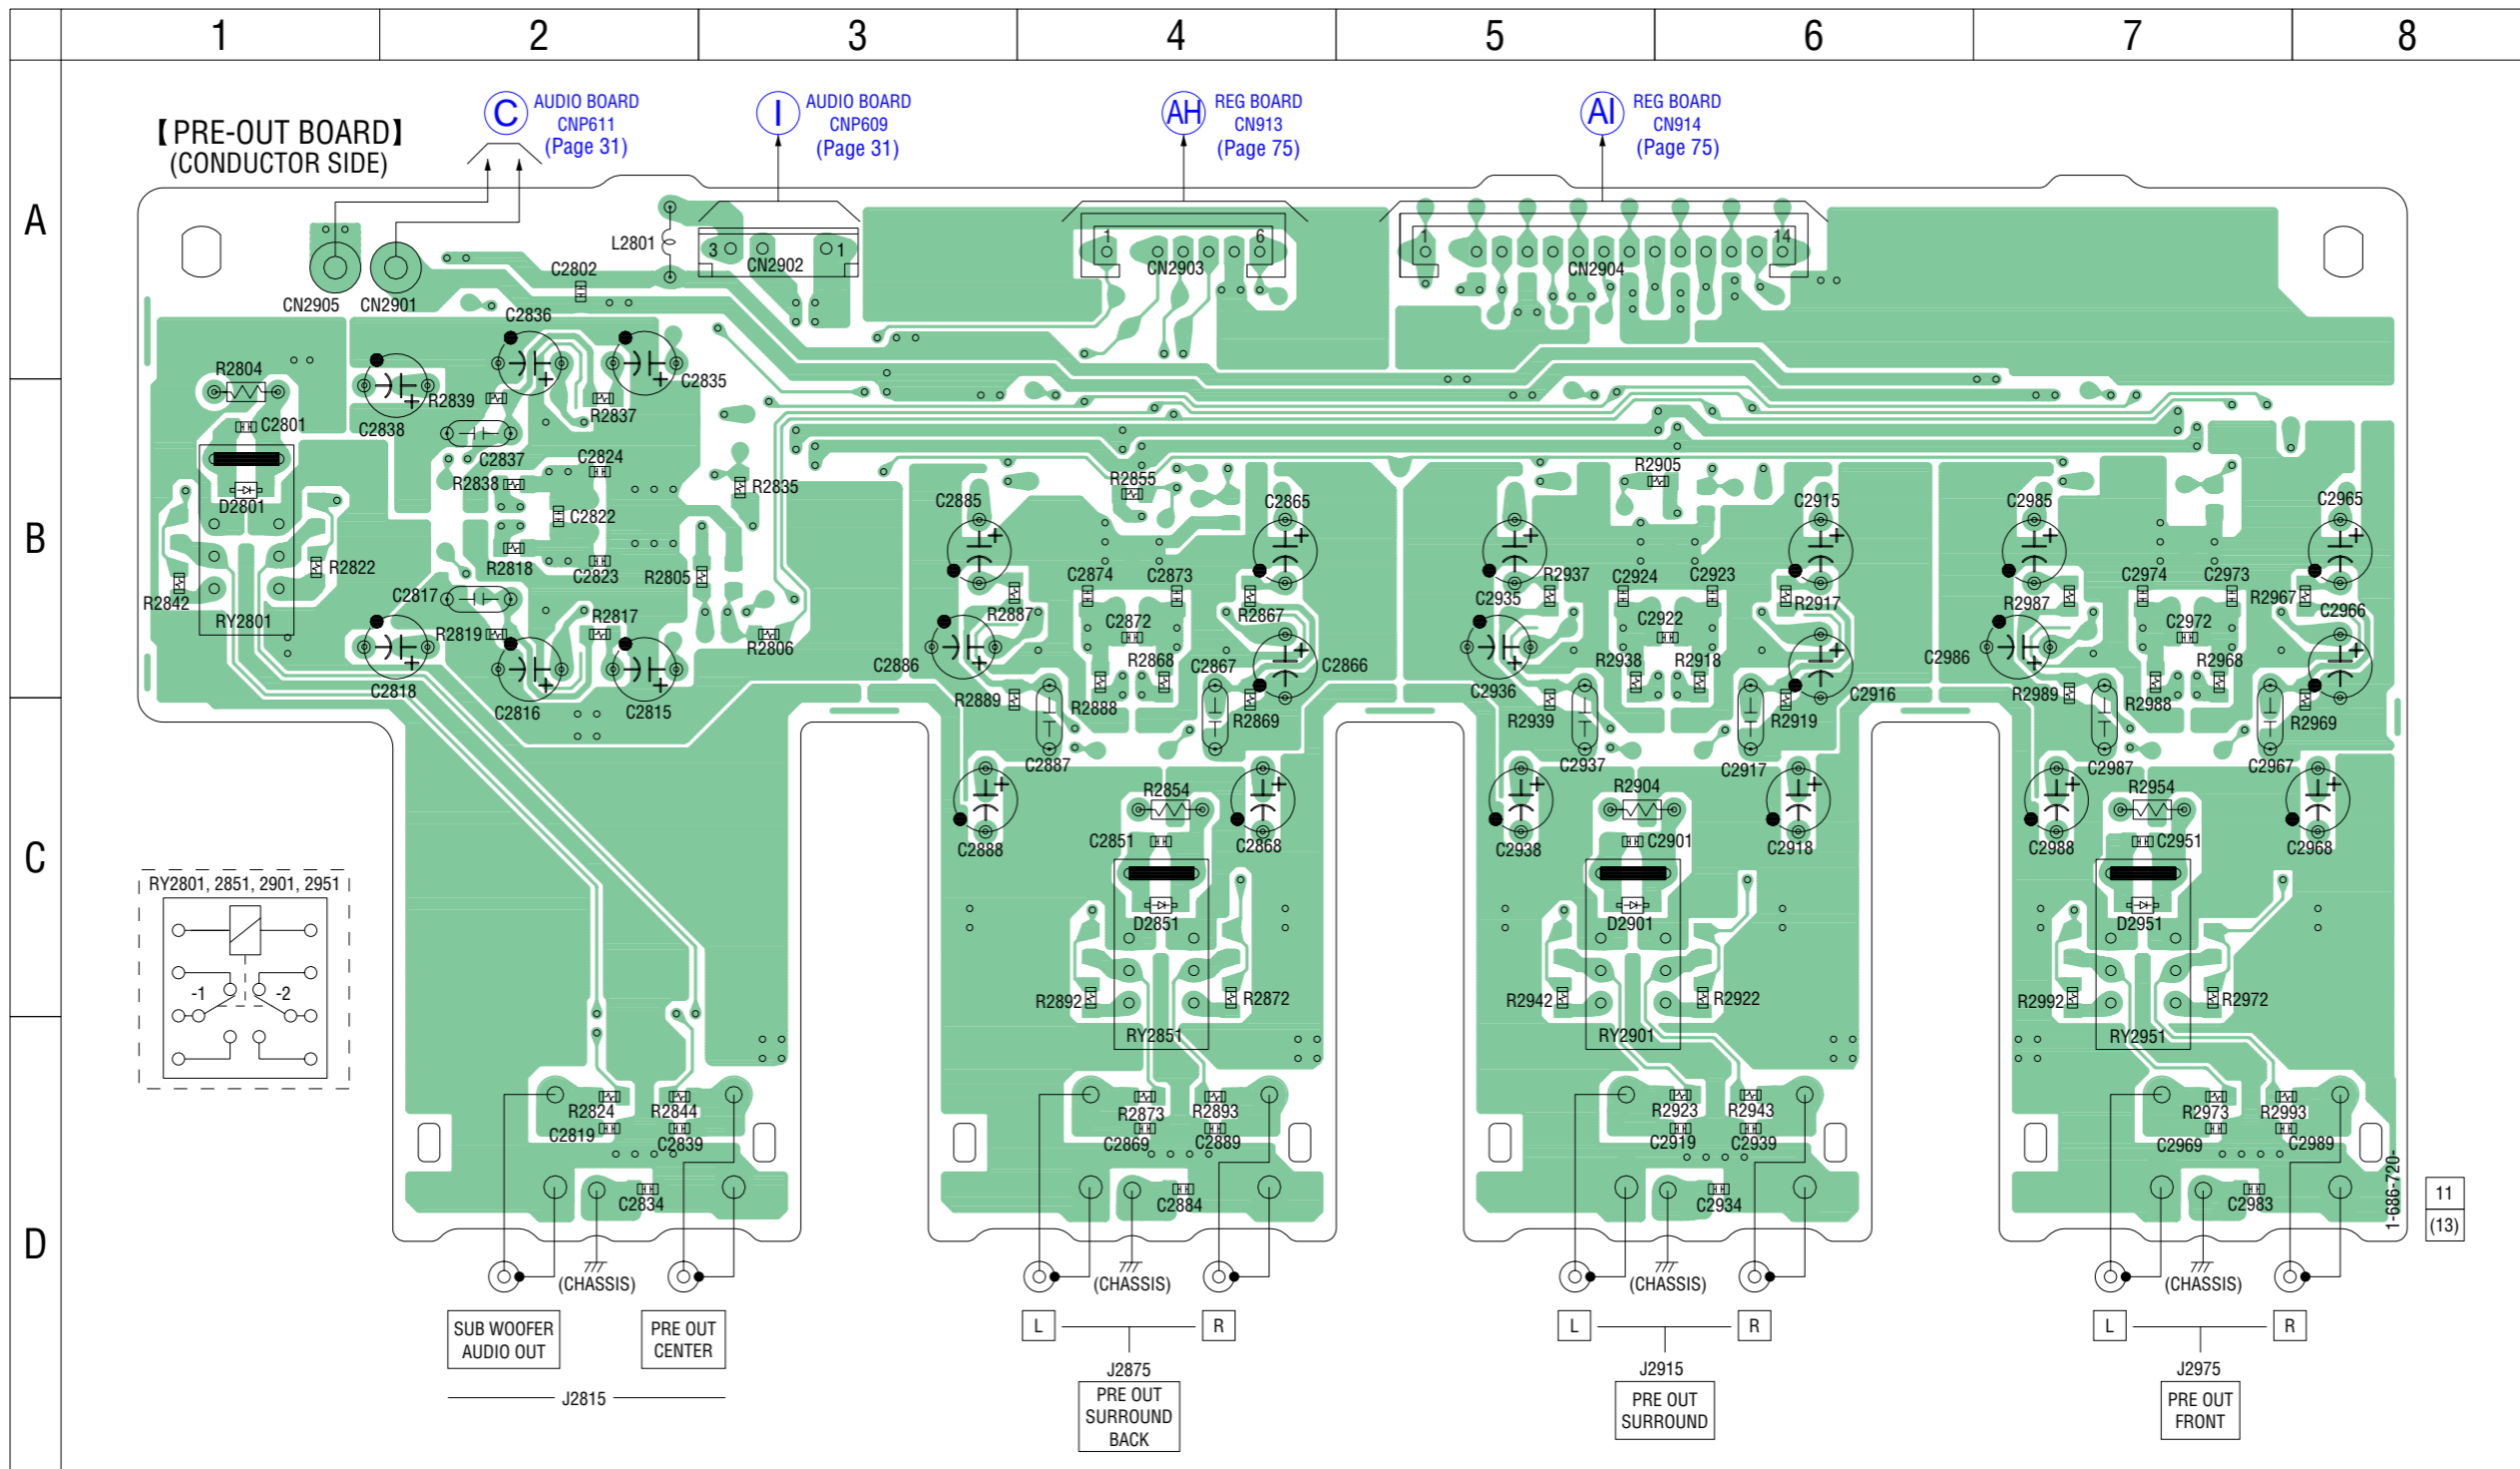 1 2 3 4 5 6 7 8
【PRE-OUT BOARD】
(CONDUCTOR SIDE)
C AUDIO BOARD
CNP611
(Page 31)
I AUDIO BOARD
CNP609
(Page 31)
AH REG BOARD
CN913
(Page 75)
AI REG BOARD
CN914
(Page 75)
A
L2801
3 1
CN2902
1 6
CN2903
1 14
CN2904
C2802
CN2905 CN2901
C2836
R2804
C2835
B
R2839
R2837
C2801
C2838
C2837
C2824
R2838
R2835
D2801
C2822
R2818
C2823
R2822
R2805
R2842
C2817
RY2801
R2819
R2817
R2806
C2818
C2816
C2815
C2885
R2855
C2865
R2887
C2874
C2873
R2867
C2872
C2886
R2868
C2867
C2866
R2889
R2888
R2869
C2887
R2905
C2915
R2937
C2924
C2923
C2935
R2917
C2922
R2938
R2918
C2936
C2916
R2939
R2919
C2937
C2917
C2985
C2965
C2974
C2973
R2987
R2967
C2966
C2972
C2986
R2968
R2989
R2988
R2969
C2987
C2967
C
R2854
C2851
C2888
C2868
D2851
R2892
R2872
RY2851
R2904
C2901
C2938
C2918
D2901
R2942
R2922
RY2901
R2954
C2951
C2988
C2968
D2951
R2992
R2972
RY2951
RY2801, 2851, 2901, 2951
-1 -2
D
R2824
R2844
C2819
C2839
C2834
R2873
R2893
C2869
C2889
C2884
R2923
R2943
C2919
C2939
C2934
R2973
R2993
C2969
C2989
C2983
1-686-720-
11
(13)
(CHASSIS)
(CHASSIS)
(CHASSIS)
(CHASSIS)
SUB WOOFER
AUDIO OUT
PRE OUT
CENTER
J2815
L R
J2875
PRE OUT
SURROUND
BACK
L R
J2915
PRE OUT
SURROUND
L R
J2975
PRE OUT
FRONT